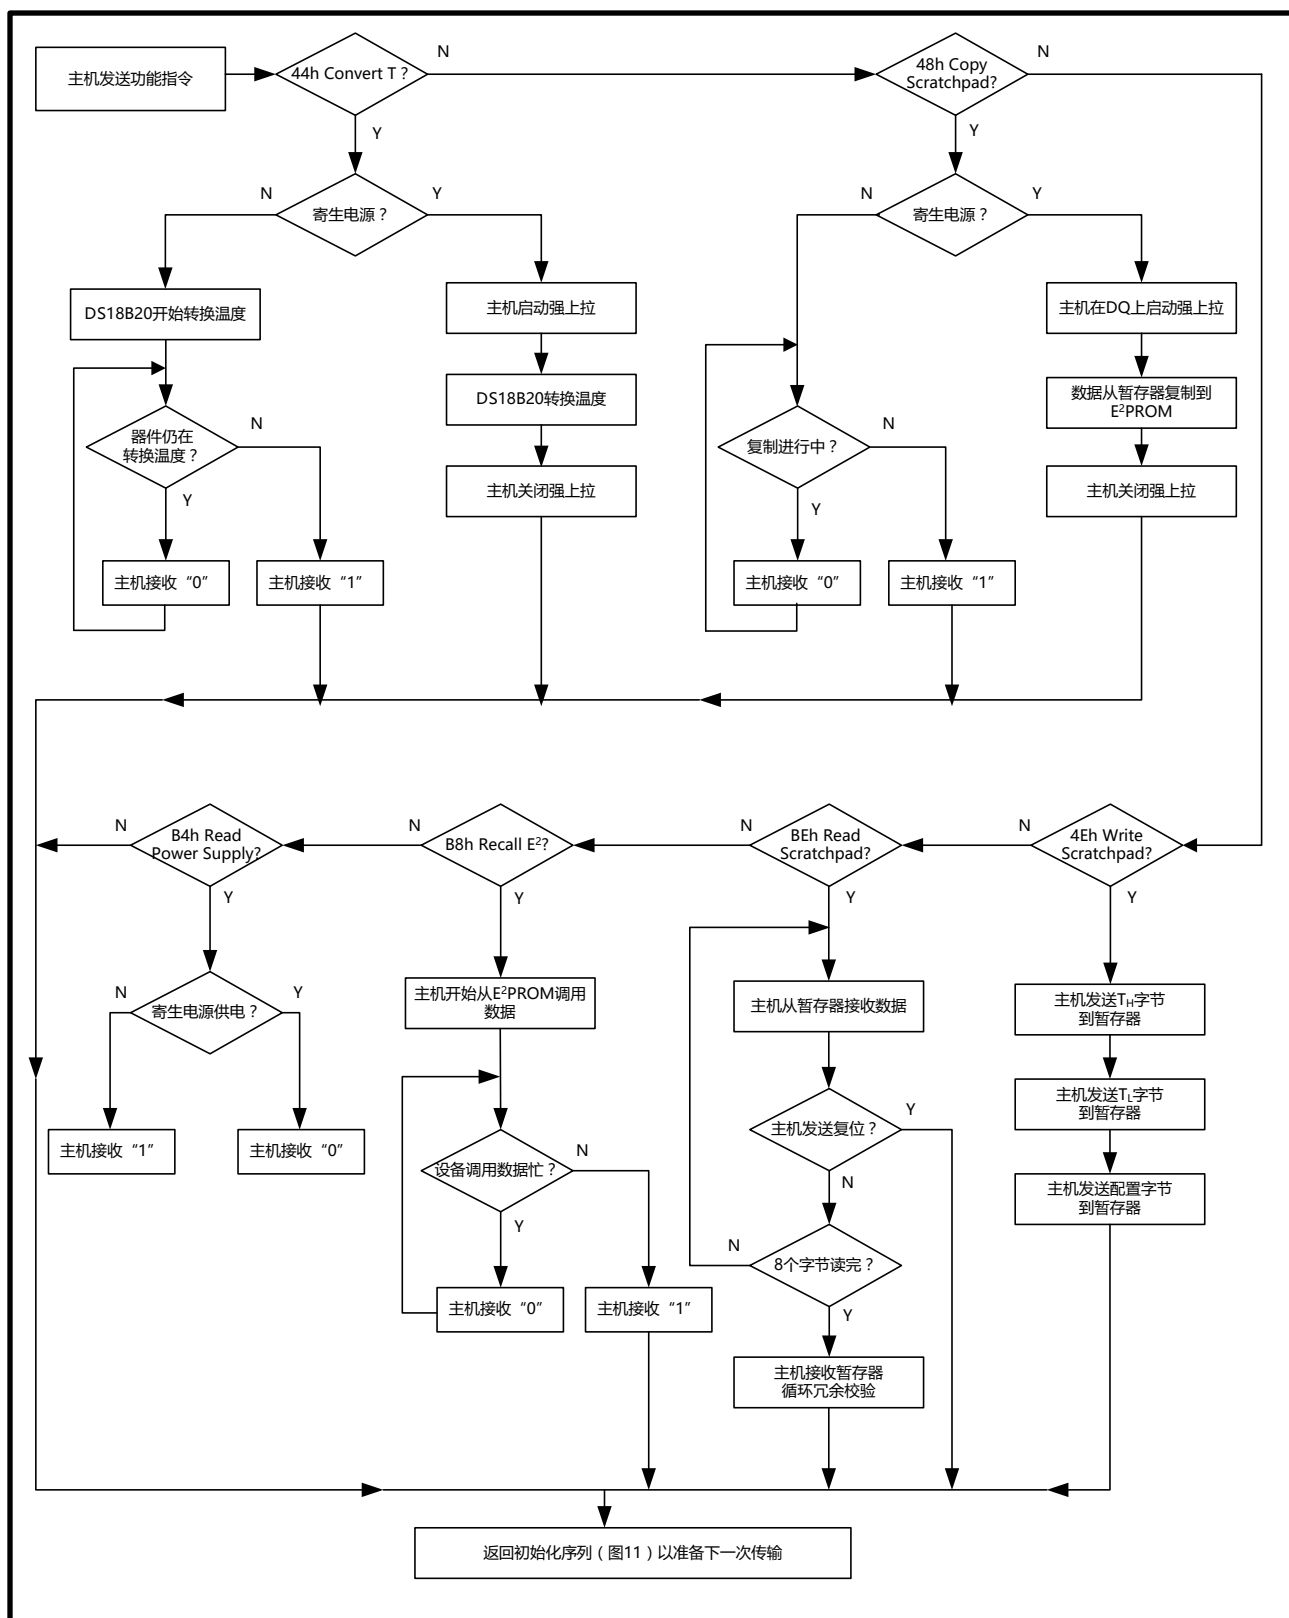 主机发送功能指令
44h Convert T？
N
48h Copy
Scratchpad?
N
Y
Y
N
寄生电源？
Y
N
寄生电源？
Y
DS18B20开始转换温度
主机启动强上拉
主机在DQ上启动强上拉
DS18B20转换温度
数据从暂存器复制到
E²PROM
器件仍在
转换温度？
N
复制进行中？
N
Y
主机关闭强上拉
Y
主机关闭强上拉
主机接收“0”
主机接收“1”
主机接收“0”
主机接收“1”
N
B4h Read
Power Supply?
N
B8h Recall E²?
N
BEh Read
Scratchpad?
N
4Eh Write
Scratchpad?
Y
Y
Y
Y
N
寄生电源供电？
Y
主机开始从E²PROM调用
数据
主机从暂存器接收数据
主机发送TH字节
到暂存器
主机接收“1”
主机接收“0”
设备调用数据忙？
N
Y
主机发送复位？
Y
N
主机发送TL字节
到暂存器
主机发送配置字节
到暂存器
N
8个字节读完？
Y
主机接收“0”
主机接收“1”
主机接收暂存器
循环冗余校验
返回初始化序列（图11）以准备下一次传输